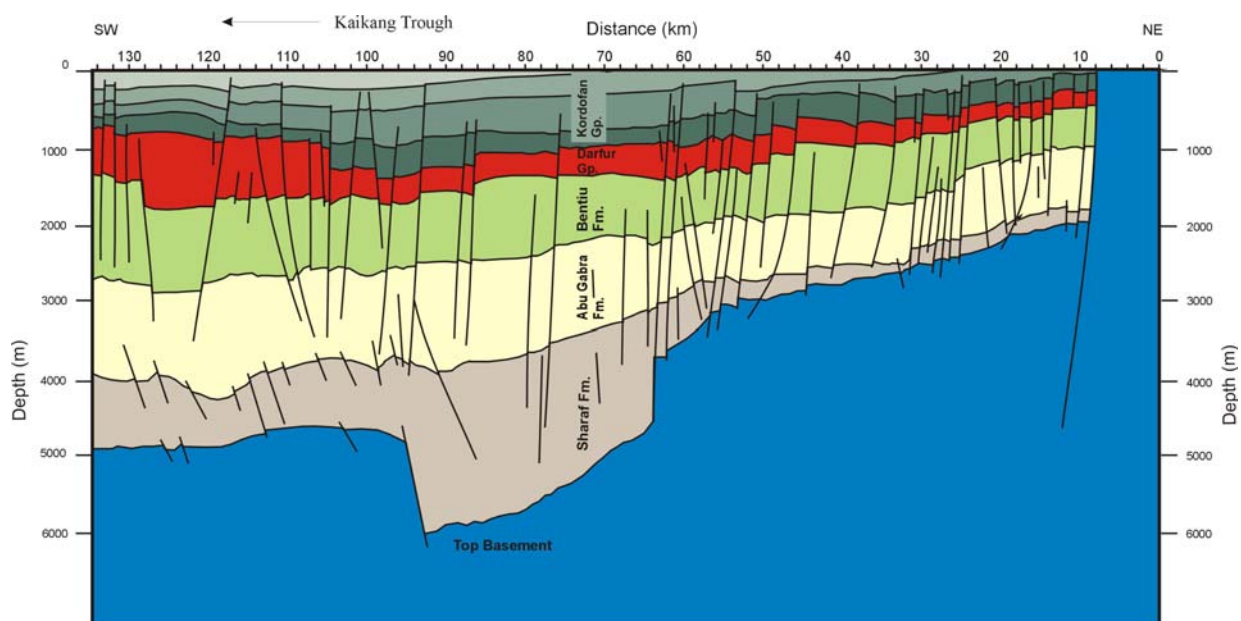 Kaikang Trough
SW
Distance (km)
NE
130 120 110 100 90 80 70 60 50 40 30 20 10 0
0
1000
2000
3000
4000
5000
6000
Depth (m)
Kordofan
Gp.
Darfur
Gp.
Bentiu
Fm.
Abu Gabra
Fm.
Sharaf Fm.
Top Basement
1000
2000
3000
4000
5000
6000
Depth (m)